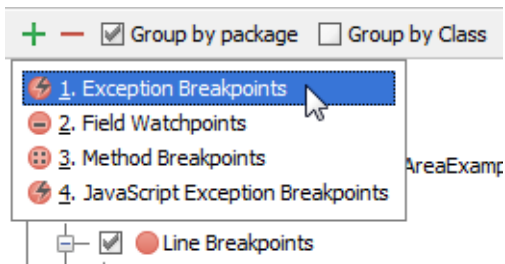 Group by package Group by Class
1. Exception Breakpoints
2. Field Watchpoints
3. Method Breakpoints
AreaExamp
4. JavaScript Exception Breakpoints
Line Breakpoints